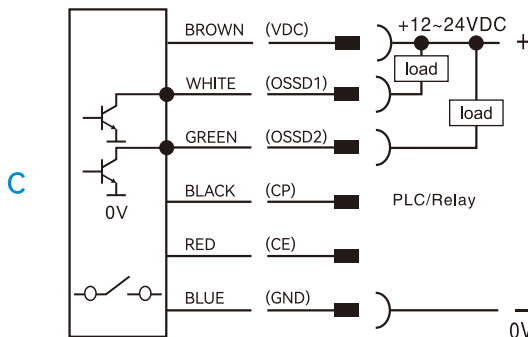 BROWN (VDC) +12~24VDC +
load
WHITE (OSSD1)
load
GREEN (OSSD2)
C
BLACK (CP) PLC/Relay
0V
RED (CE)
BLUE (GND) −
0V